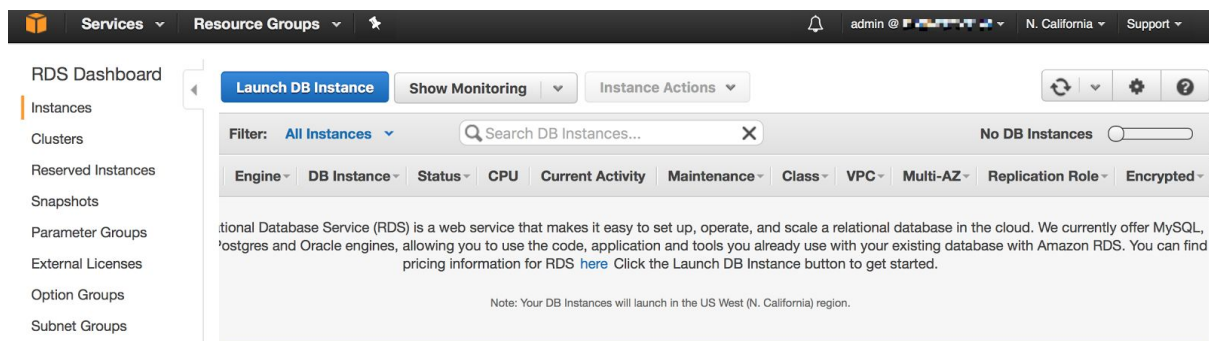 Services Resource Groups admin @ N. California Support
RDS Dashboard
Instances
Clusters
Reserved Instances
Snapshots
Parameter Groups
External Licenses
Option Groups
Subnet Groups
Launch DB Instance Show Monitoring Instance Actions
Filter: All Instances Search DB Instances... No DB Instances
Engine DB Instance Status CPU Current Activity Maintenance Class VPC Multi-AZ Replication Role Encrypted
tional Database Service (RDS) is a web service that makes it easy to set up, operate, and scale a relational database in the cloud. We currently offer MySQL,
Postgres and Oracle engines, allowing you to use the code, application and tools you already use with your existing database with Amazon RDS. You can find
pricing information for RDS here Click the Launch DB Instance button to get started.
Note: Your DB Instances will launch in the US West (N. California) region.